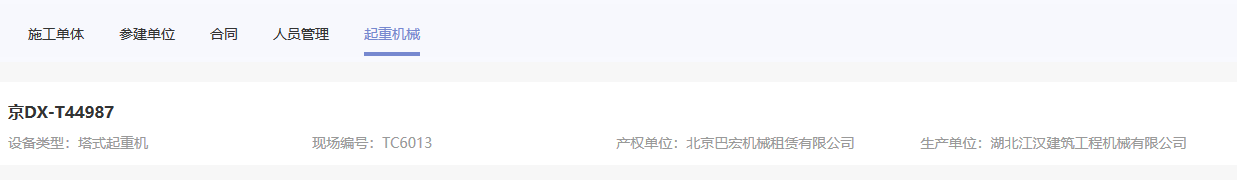 施工单体 参建单位 合同 人员管理 起重机械
京DX-T44987
设备类型：塔式起重机 现场编号：TC6013 产权单位：北京巴宏机械租赁有限公司 生产单位：湖北江汉建筑工程机械有限公司